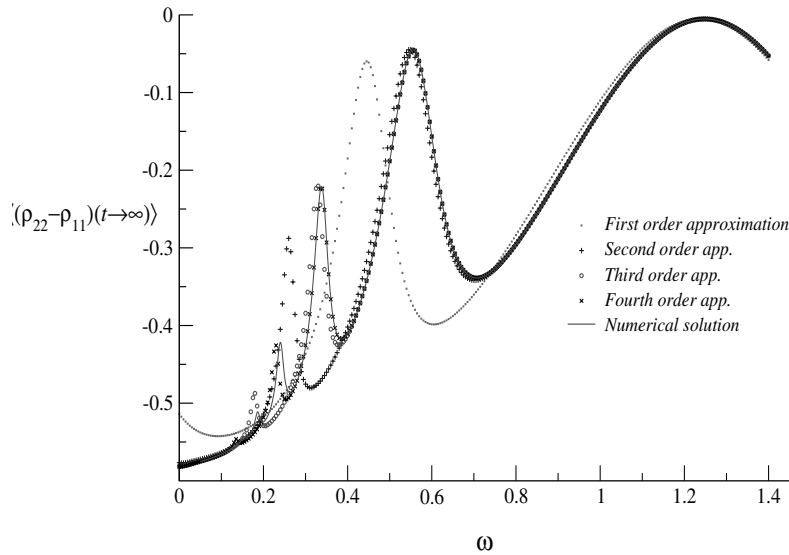 0
-0.1
-0.2
-0.3
-0.4
-0.5
⟨(ρ22−ρ11)(t→∞)⟩
First order approximation
Second order app.
Third order app.
Fourth order app.
Numerical solution
0 0.2 0.4 0.6 0.8 1 1.2 1.4
ω